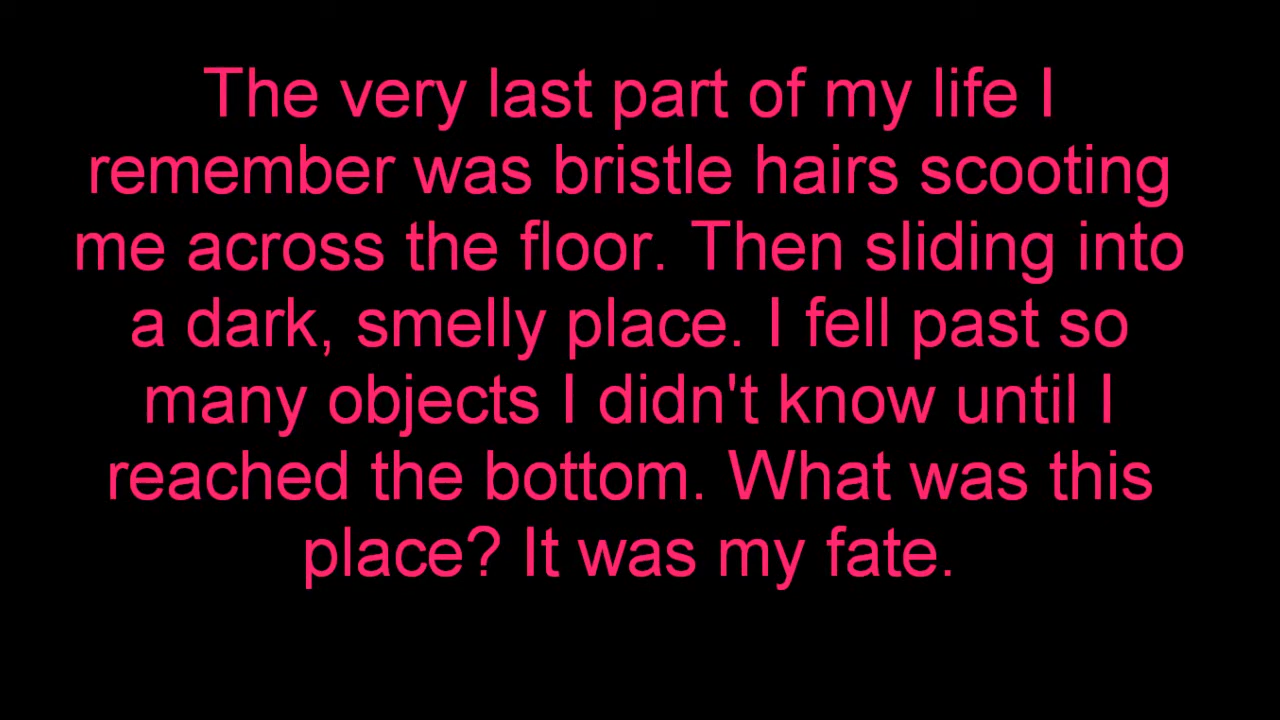 The very last part of my life I
remember was bristle hairs scooting
me across the floor. Then sliding into
a dark, smelly place. I fell past so
many objects I didn't know until I
reached the bottom. What was this
place? It was my fate.